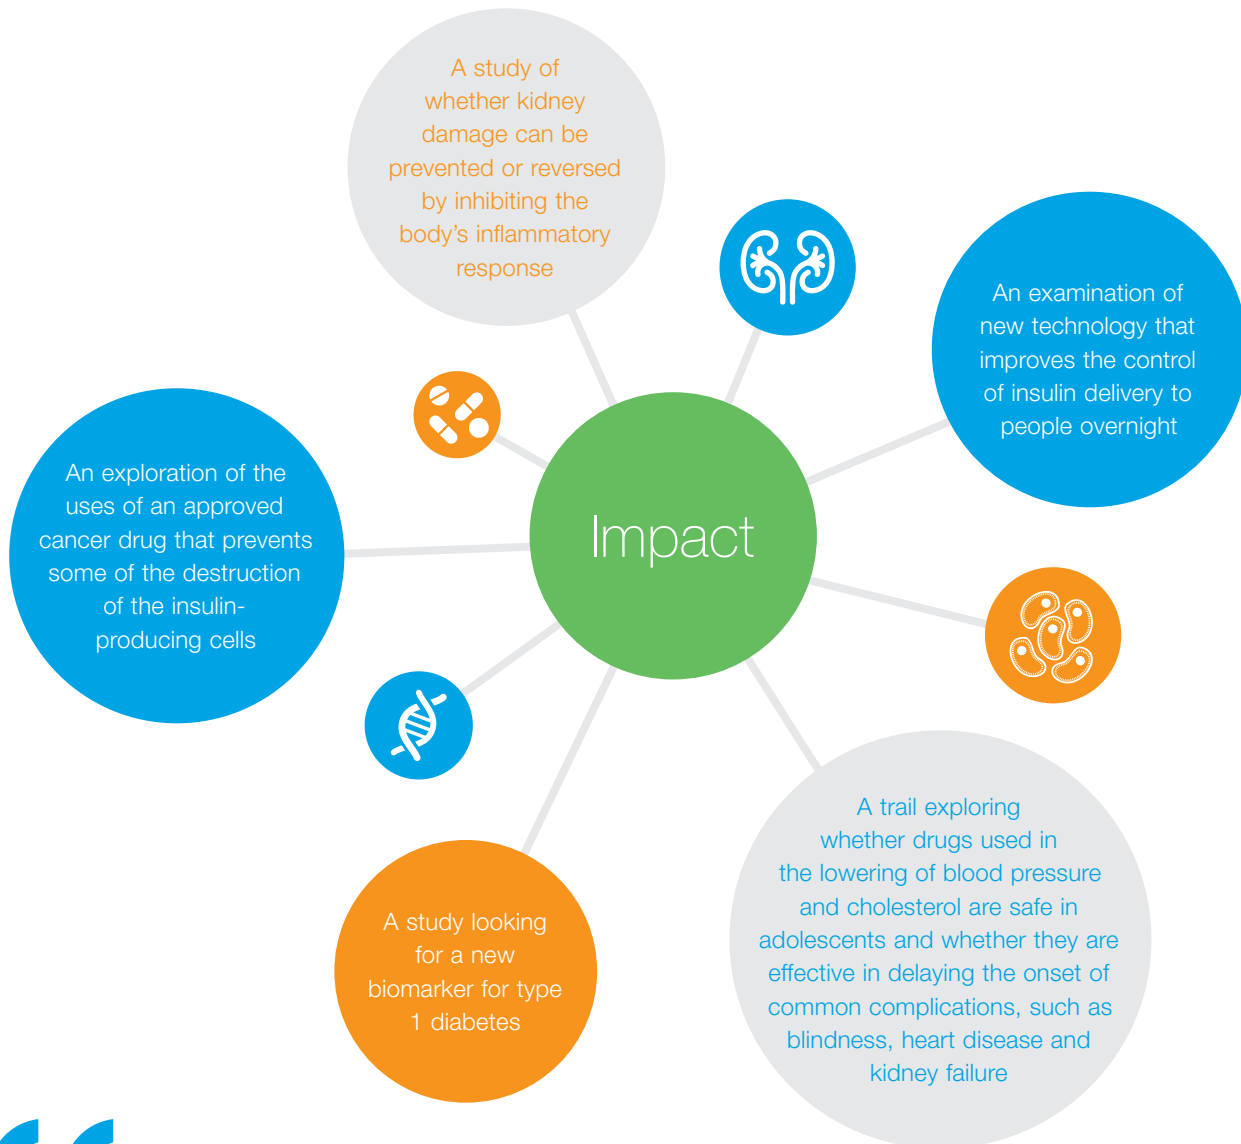 A study of
whether kidney
damage can be
prevented or reversed
by inhibiting the
body’s inflammatory
response
An examination of
new technology that
improves the control
of insulin delivery to
people overnight
An exploration of the
uses of an approved
cancer drug that prevents
some of the destruction
of the insulin-
producing cells
Impact
A trail exploring
whether drugs used in
the lowering of blood pressure
and cholesterol are safe in
adolescents and whether they are
effective in delaying the onset of
common complications, such as
blindness, heart disease and
kidney failure
A study looking
for a new
biomarker for type
1 diabetes